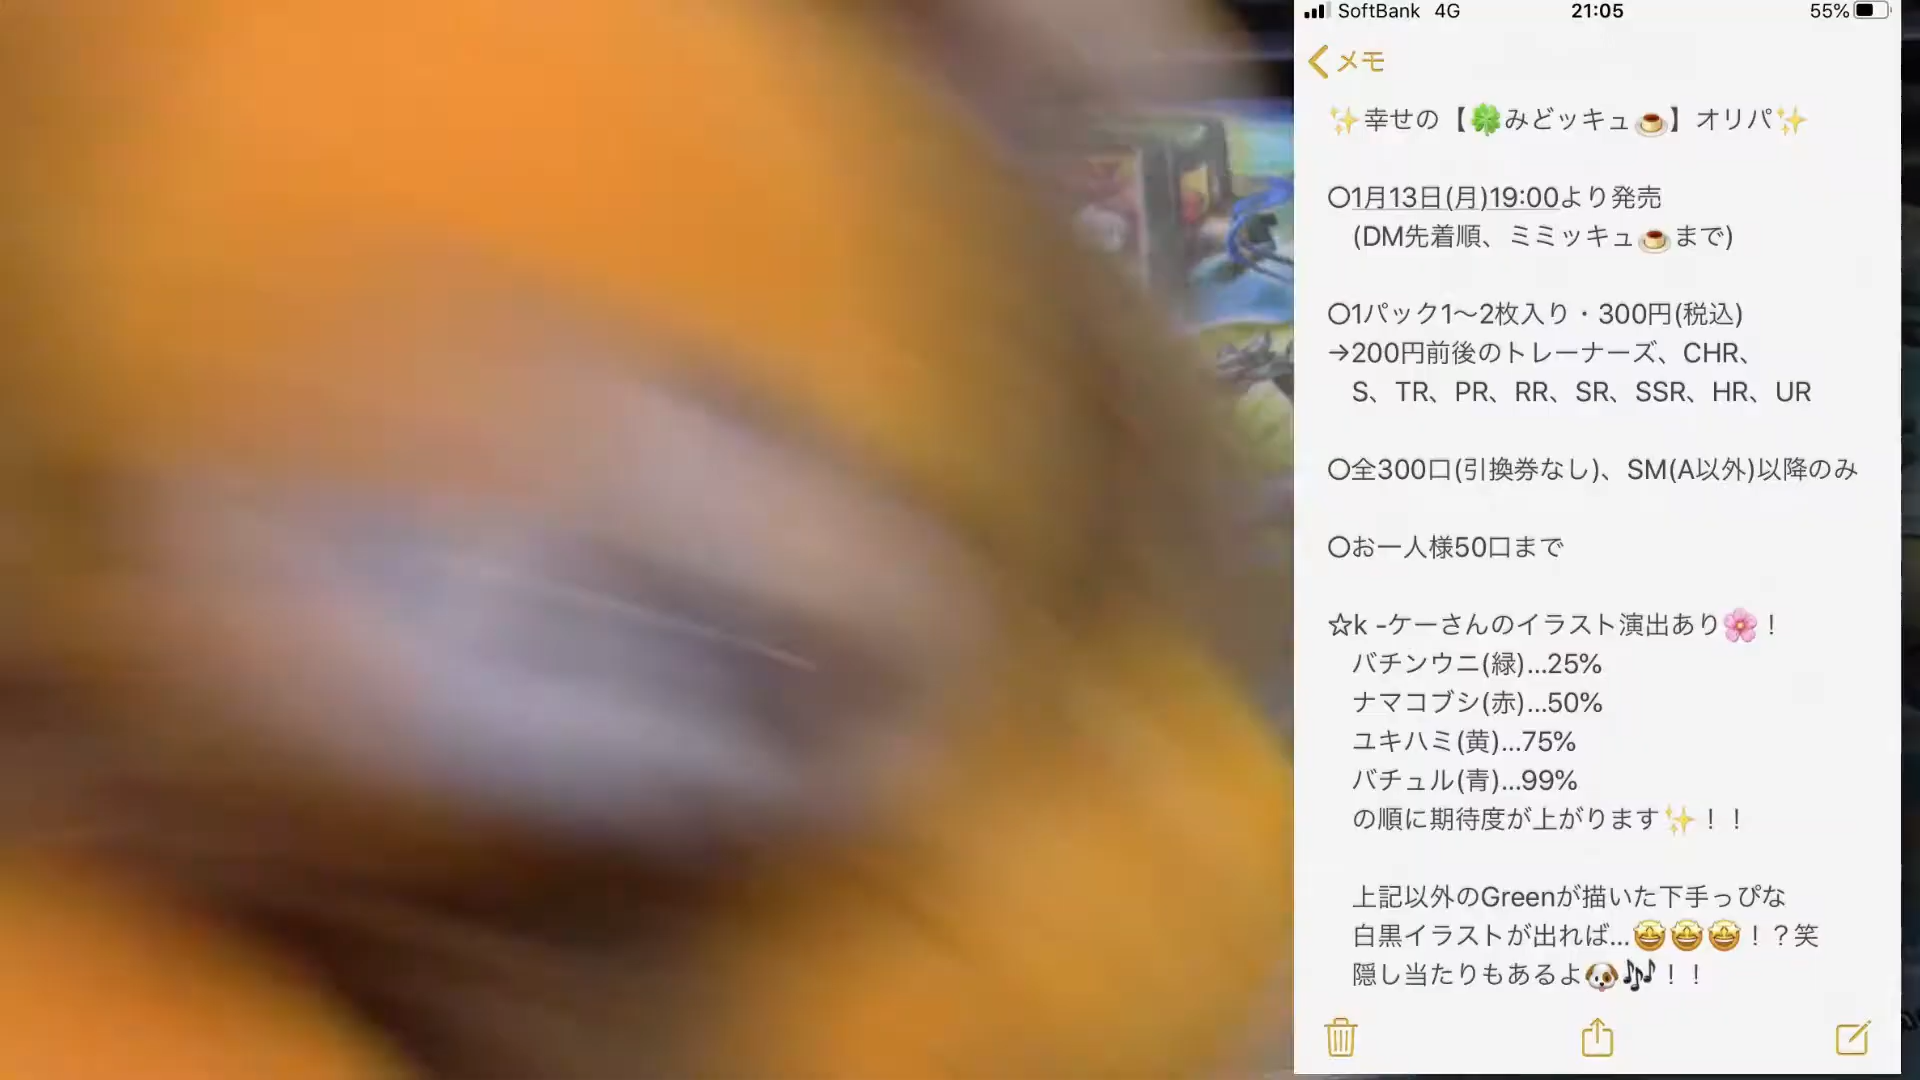 SoftBank 4G 21:05 55%
メモ
✨幸せの【🍀みどッキュ🍮】オリパ✨
〇1月13日(月)19:00より発売
(DM先着順、ミミッキュ🍮まで)
〇1パック1〜2枚入り・300円(税込)
→200円前後のトレーナーズ、CHR、
S、TR、PR、RR、SR、SSR、HR、UR
〇全300口(引換券なし)、SM(A以外)以降のみ
〇お一人様50口まで
☆k -ケーさんのイラスト演出あり🌸！
バチンウニ(緑)...25%
ナマコブシ(赤)...50%
ユキハミ(黄)...75%
バチュル(青)...99%
の順に期待度が上がります✨！！
上記以外のGreenが描いた下手っぴな
白黒イラストが出れば...🤩🤩🤩！？笑
隠し当たりもあるよ🐶🎶！！